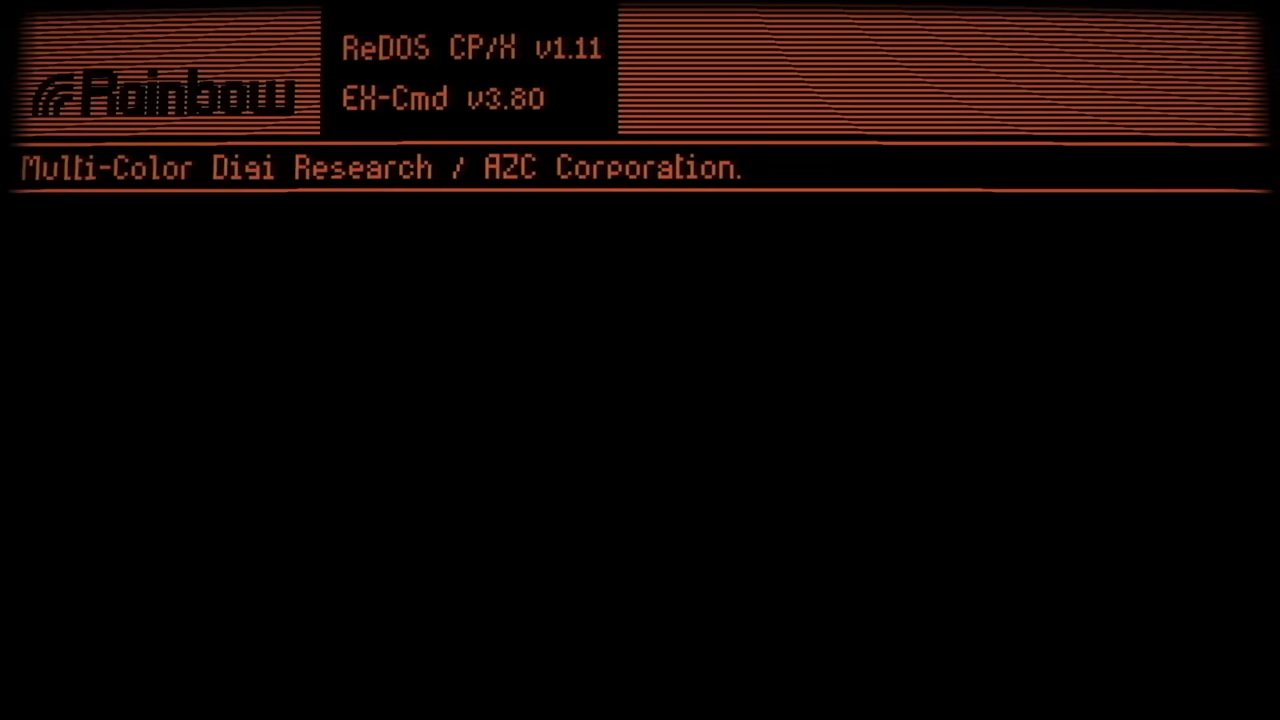 Rainbow
ReDOS CP/X v1.11
EX-Cmd v3.80
Multi-Color Digi Research / AZC Corporation.